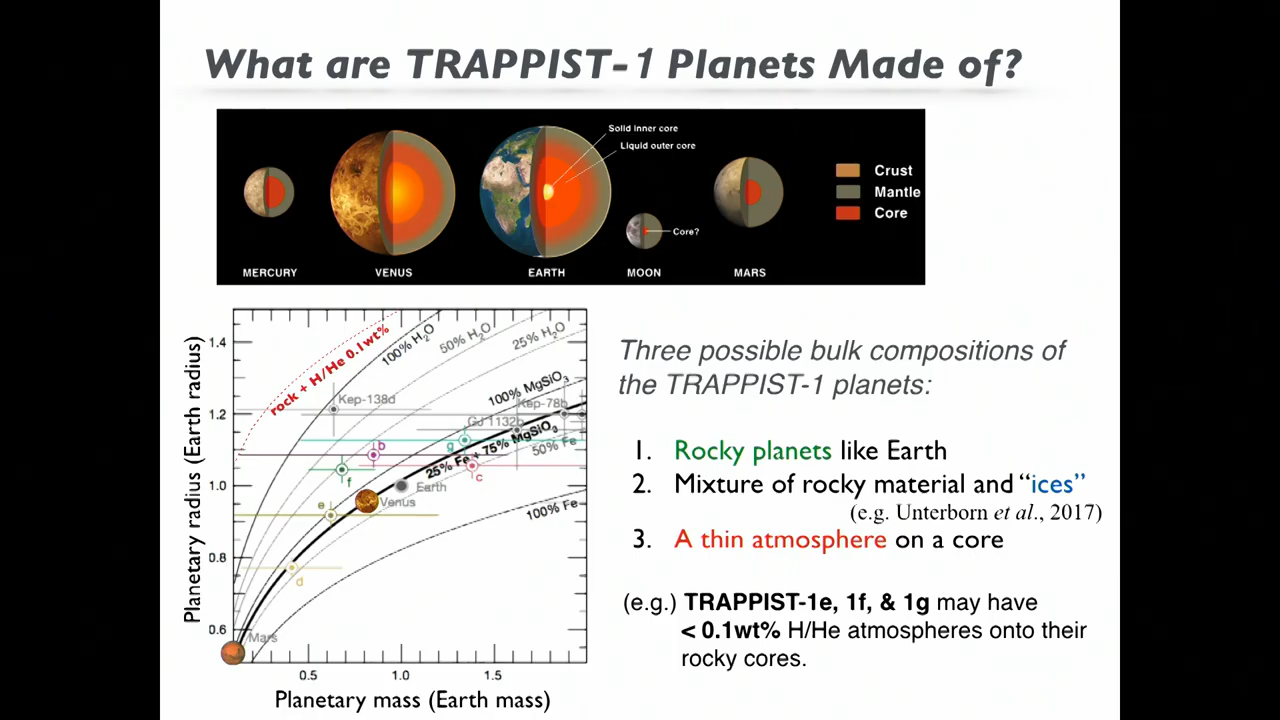 What are TRAPPIST-1 Planets Made of?
Solid inner core
Liquid outer core
Crust
Mantle
Core
Core?
MERCURY
VENUS
EARTH
MOON
MARS
Planetary radius (Earth radius)
1.4
1.2
1.0
0.8
0.6
rock + H/He 0.1wt%
100% H₂O
50% H₂O
25% H₂O
100% MgSiO₃
Kep-138d
Kep-78b
GJ 1132b
25% Fe + 75% MgSiO₃
50% Fe
100% Fe
b
g
f
c
e
d
Earth
Venus
Mars
0.5
1.0
1.5
Planetary mass (Earth mass)
Three possible bulk compositions of
the TRAPPIST-1 planets:
1. Rocky planets like Earth
2. Mixture of rocky material and “ices”
(e.g. Unterborn et al., 2017)
3. A thin atmosphere on a core
(e.g.) TRAPPIST-1e, 1f, & 1g may have
< 0.1wt% H/He atmospheres onto their
rocky cores.